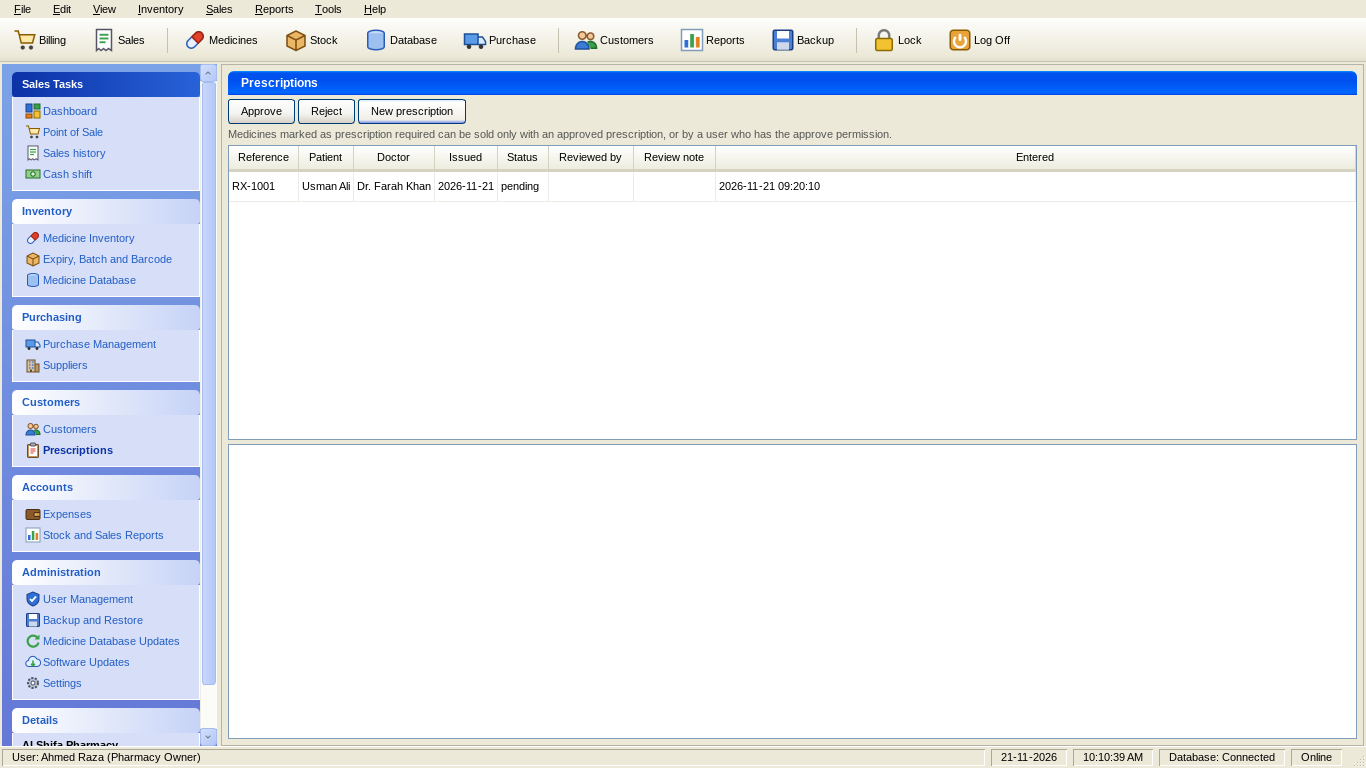 File Edit View Inventory Sales Reports Tools Help
Billing Sales Medicines Stock Database Purchase Customers Reports Backup Lock Log Off
Sales Tasks
Dashboard
Point of Sale
Sales history
Cash shift
Inventory
Medicine Inventory
Expiry, Batch and Barcode
Medicine Database
Purchasing
Purchase Management
Suppliers
Customers
Customers
Prescriptions
Accounts
Expenses
Stock and Sales Reports
Administration
User Management
Backup and Restore
Medicine Database Updates
Software Updates
Settings
Details
Al Shifa Pharmacy
Prescriptions
Approve Reject New prescription
Medicines marked as prescription required can be sold only with an approved prescription, or by a user who has the approve permission.
Reference Patient Doctor Issued Status Reviewed by Review note Entered
RX-1001 Usman Ali Dr. Farah Khan 2026-11-21 pending 2026-11-21 09:20:10
User: Ahmed Raza (Pharmacy Owner) 21-11-2026 10:10:39 AM Database: Connected Online